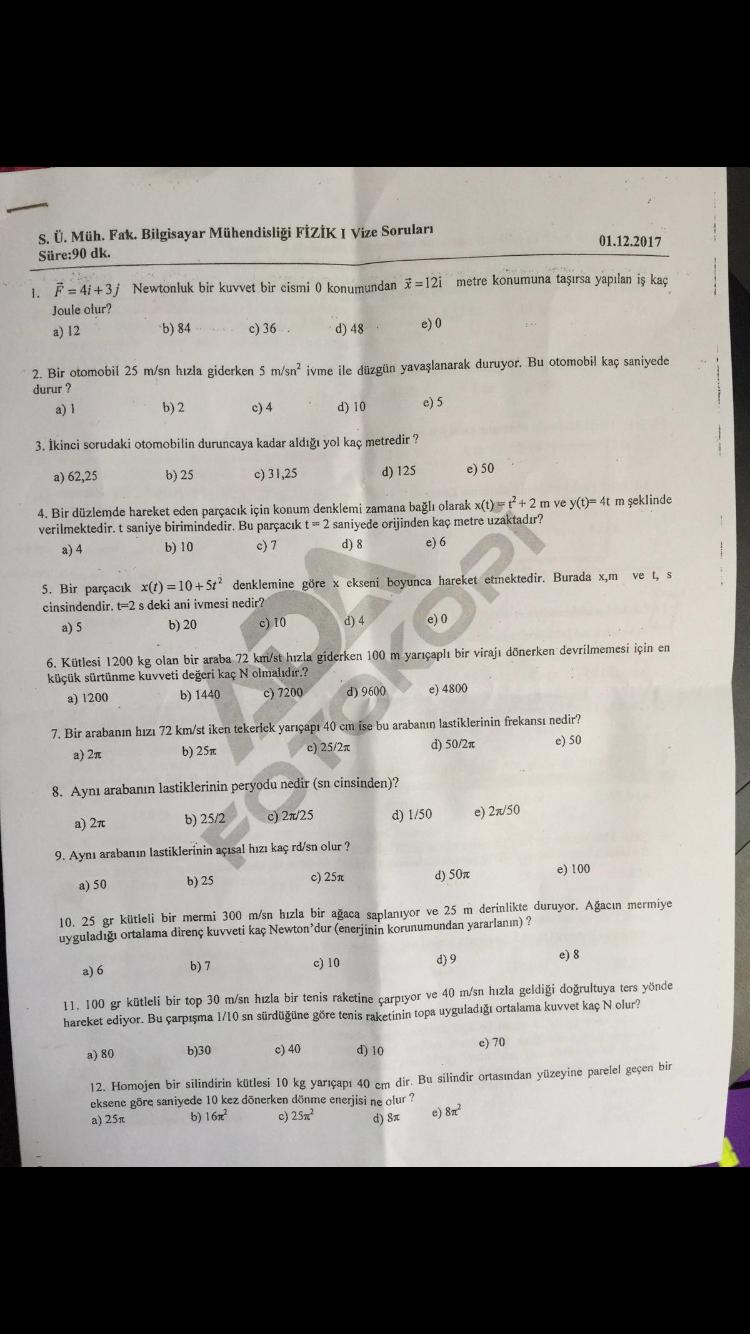 S. Ü. Müh. Fak. Bilgisayar Mühendisliği FİZİK I Vize Soruları
Süre:90 dk.
01.12.2017
1. F⃗ = 4i + 3j Newtonluk bir kuvvet bir cismi 0 konumundan x⃗ = 12i metre konumuna taşırsa yapılan iş kaç
Joule olur?
a) 12 b) 84 c) 36 d) 48 e) 0
2. Bir otomobil 25 m/sn hızla giderken 5 m/sn² ivme ile düzgün yavaşlanarak duruyor. Bu otomobil kaç saniyede
durur ?
a) 1 b) 2 c) 4 d) 10 e) 5
3. İkinci sorudaki otomobilin duruncaya kadar aldığı yol kaç metredir ?
a) 62,25 b) 25 c) 31,25 d) 125 e) 50
4. Bir düzlemde hareket eden parçacık için konum denklemi zamana bağlı olarak x(t) = t² + 2 m ve y(t)= 4t m şeklinde
verilmektedir. t saniye birimindedir. Bu parçacık t = 2 saniyede orijinden kaç metre uzaktadır?
a) 4 b) 10 c) 7 d) 8 e) 6
5. Bir parçacık x(t) = 10 + 5t² denklemine göre x ekseni boyunca hareket etmektedir. Burada x,m ve t, s
cinsindendir. t=2 s deki ani ivmesi nedir?
a) 5 b) 20 c) 10 d) 4 e) 0
6. Kütlesi 1200 kg olan bir araba 72 km/st hızla giderken 100 m yarıçaplı bir virajı dönerken devrilmemesi için en
küçük sürtünme kuvveti değeri kaç N olmalıdır.?
a) 1200 b) 1440 c) 7200 d) 9600 e) 4800
7. Bir arabanın hızı 72 km/st iken tekerlek yarıçapı 40 cm ise bu arabanın lastiklerinin frekansı nedir?
a) 2π b) 25π c) 25/2π d) 50/2π e) 50
8. Aynı arabanın lastiklerinin peryodu nedir (sn cinsinden)?
a) 2π b) 25/2 c) 2π/25 d) 1/50 e) 2π/50
9. Aynı arabanın lastiklerinin açısal hızı kaç rd/sn olur ?
a) 50 b) 25 c) 25π d) 50π e) 100
10. 25 gr kütleli bir mermi 300 m/sn hızla bir ağaca saplanıyor ve 25 m derinlikte duruyor. Ağacın mermiye
uyguladığı ortalama direnç kuvveti kaç Newton'dur (enerjinin korunumundan yararlanın) ?
a) 6 b) 7 c) 10 d) 9 e) 8
11. 100 gr kütleli bir top 30 m/sn hızla bir tenis raketine çarpıyor ve 40 m/sn hızla geldiği doğrultuya ters yönde
hareket ediyor. Bu çarpışma 1/10 sn sürdüğüne göre tenis raketinin topa uyguladığı ortalama kuvvet kaç N olur?
a) 80 b)30 c) 40 d) 10 e) 70
12. Homojen bir silindirin kütlesi 10 kg yarıçapı 40 cm dir. Bu silindir ortasından yüzeyine parelel geçen bir
eksene göre saniyede 10 kez dönerken dönme enerjisi ne olur ?
a) 25π b) 16π² c) 25π² d) 8π e) 8π²
ADA
FOTOKOPİ